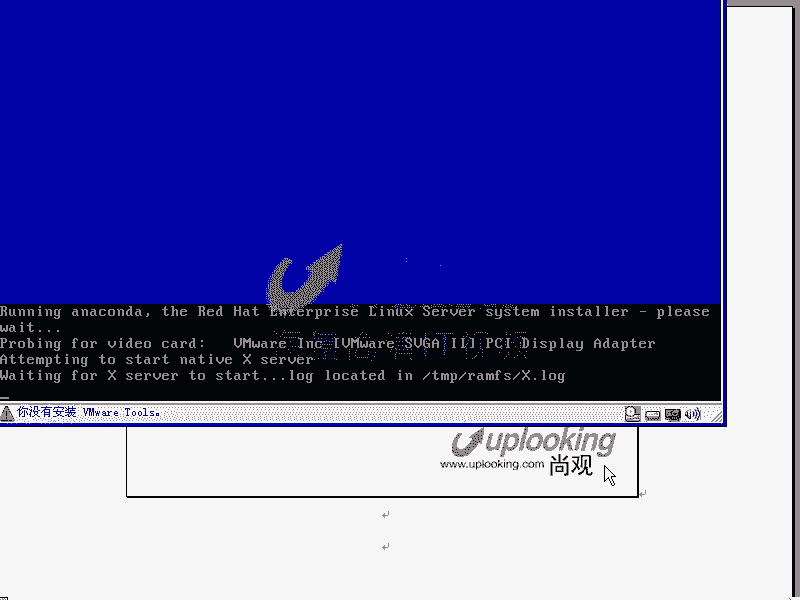 Running anaconda, the Red Hat Enterprise Linux Server system installer - please
wait...
Probing for video card:   VMware Inc [VMware SVGA II] PCI Display Adapter
Attempting to start native X server
Waiting for X server to start...log located in /tmp/ramfs/X.log
你没有安装 VMware Tools。
uplooking
www.uplooking.com 尚观